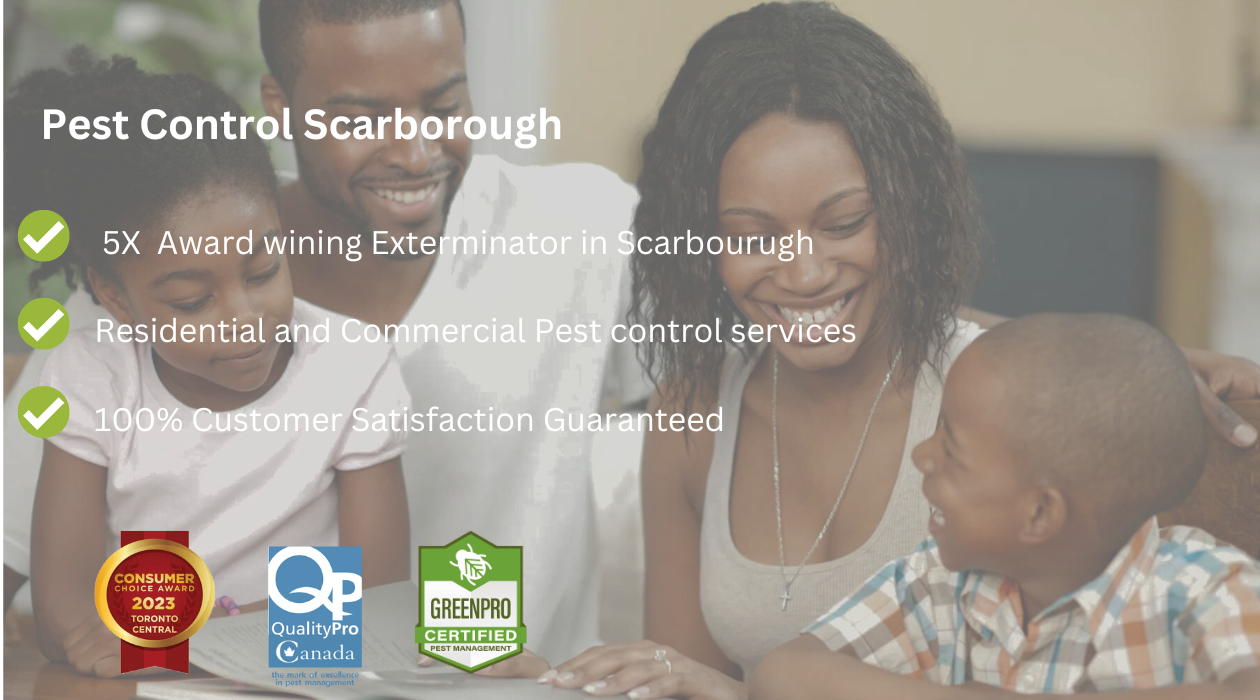 Pest Control Scarborough
5X Award wining Exterminator in Scarbourugh
Residential and Commercial Pest control services
100% Customer Satisfaction Guaranteed
CONSUMER
CHOICE AWARD
2023
TORONTO
CENTRAL
QP
QualityPro
Canada
the mark of excellence
in pest management
GREENPRO
CERTIFIED
PEST MANAGEMENT